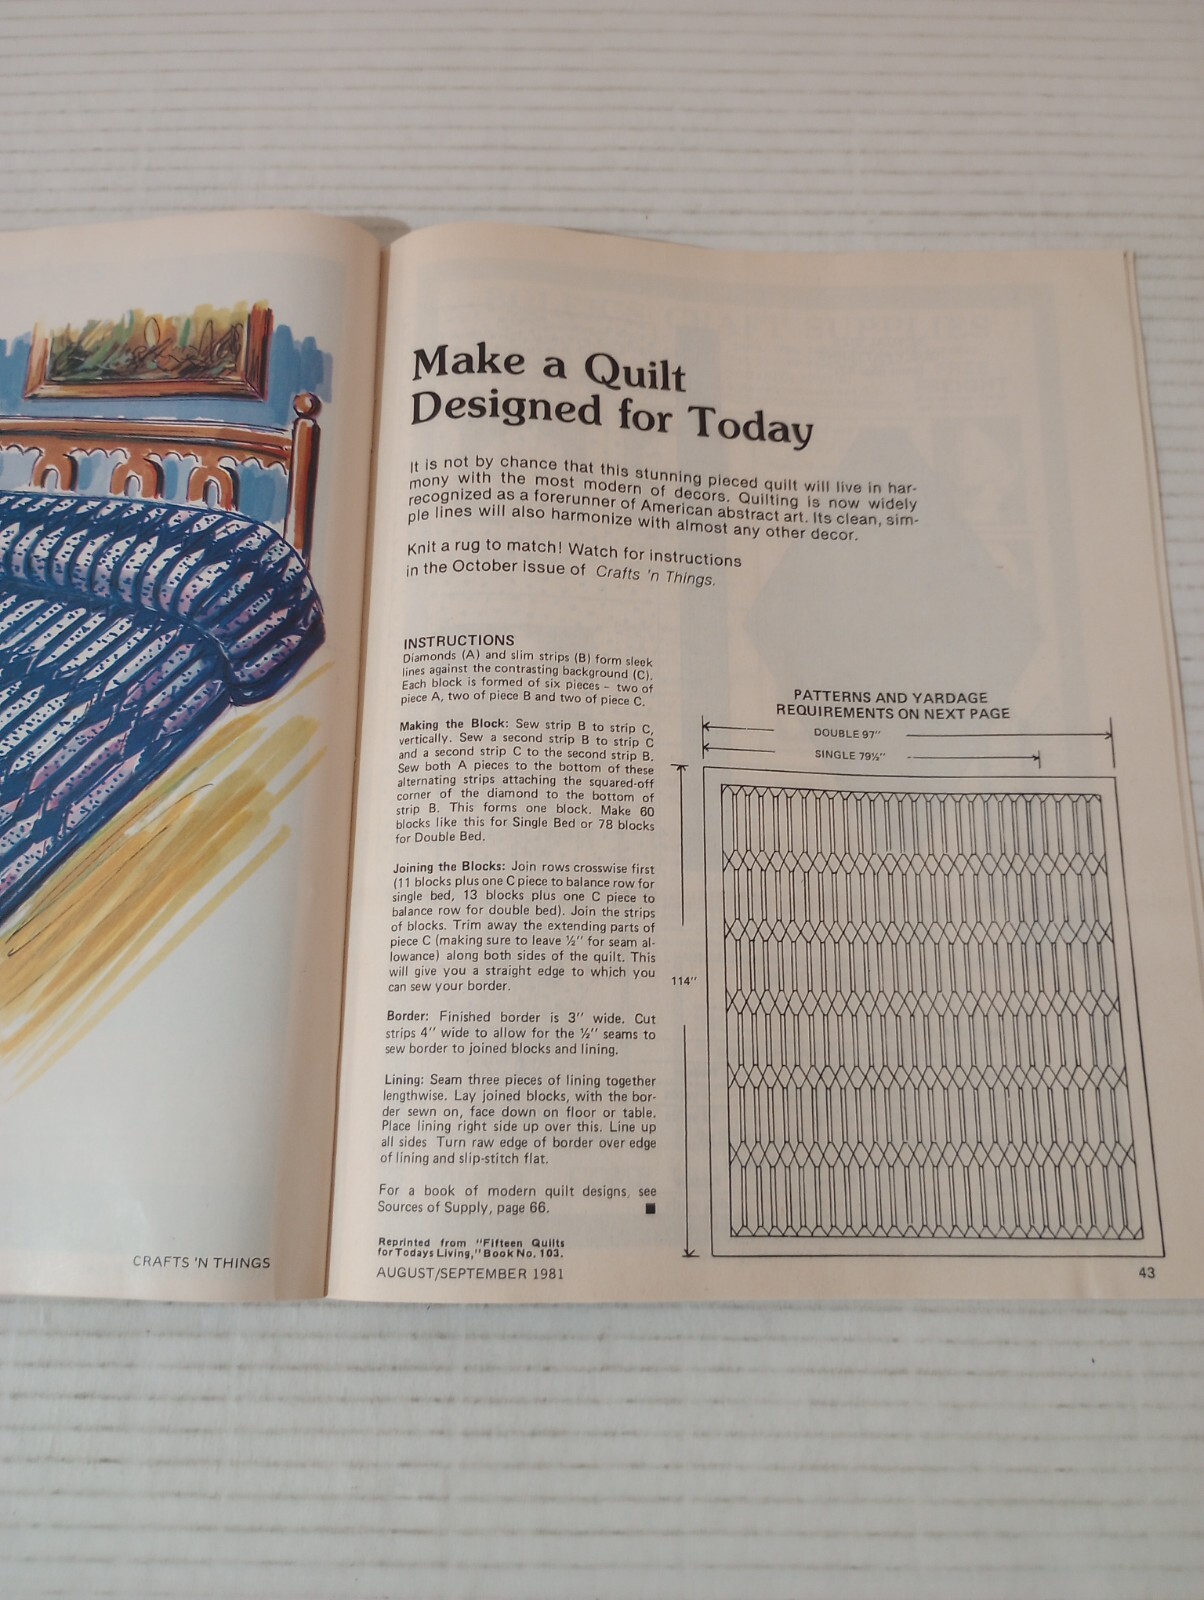 Make a Quilt
Designed for Today
It is not by chance that this stunning pieced quilt will live in har-
mony with the most modern of decors. Quilting is now widely
recognized as a forerunner of American abstract art. Its clean, sim-
ple lines will also harmonize with almost any other decor.
Knit a rug to match! Watch for instructions
in the October issue of Crafts 'n Things.
INSTRUCTIONS
Diamonds (A) and slim strips (B) form sleek
lines against the contrasting background (C).
Each block is formed of six pieces – two of
piece A, two of piece B and two of piece C.
Making the Block: Sew strip B to strip C,
vertically. Sew a second strip B to strip C
and a second strip C to the second strip B.
Sew both A pieces to the bottom of these
alternating strips attaching the squared-off
corner of the diamond to the bottom of
strip B. This forms one block. Make 60
blocks like this for Single Bed or 78 blocks
for Double Bed.
Joining the Blocks: Join rows crosswise first
(11 blocks plus one C piece to balance row for
single bed, 13 blocks plus one C piece to
balance row for double bed). Join the strips
of blocks. Trim away the extending parts of
piece C (making sure to leave ½" for seam al-
lowance) along both sides of the quilt. This
will give you a straight edge to which you
can sew your border.
Border: Finished border is 3" wide. Cut
strips 4" wide to allow for the ½" seams to
sew border to joined blocks and lining.
Lining: Seam three pieces of lining together
lengthwise. Lay joined blocks, with the bor-
der sewn on, face down on floor or table.
Place lining right side up over this. Line up
all sides Turn raw edge of border over edge
of lining and slip-stitch flat.
For a book of modern quilt designs, see
Sources of Supply, page 66. ■
Reprinted from "Fifteen Quilts
for Todays Living," Book No. 103.
AUGUST/SEPTEMBER 1981
PATTERNS AND YARDAGE
REQUIREMENTS ON NEXT PAGE
DOUBLE 97"
SINGLE 79½"
114"
43
CRAFTS 'N THINGS